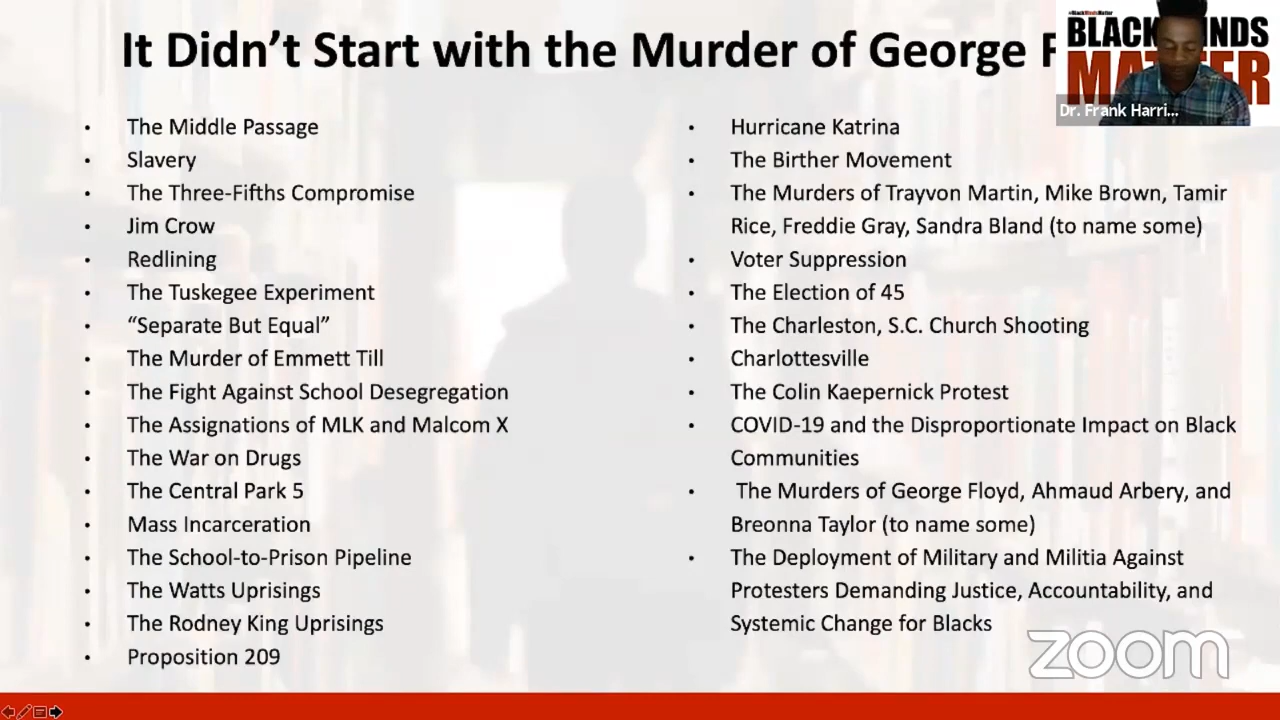 It Didn’t Start with the Murder of George F
#BlackMindsMatter
BLACK MINDS
MATTER
Dr. Frank Harri...
• The Middle Passage
• Slavery
• The Three-Fifths Compromise
• Jim Crow
• Redlining
• The Tuskegee Experiment
• “Separate But Equal”
• The Murder of Emmett Till
• The Fight Against School Desegregation
• The Assignations of MLK and Malcom X
• The War on Drugs
• The Central Park 5
• Mass Incarceration
• The School-to-Prison Pipeline
• The Watts Uprisings
• The Rodney King Uprisings
• Proposition 209
• Hurricane Katrina
• The Birther Movement
• The Murders of Trayvon Martin, Mike Brown, Tamir
Rice, Freddie Gray, Sandra Bland (to name some)
• Voter Suppression
• The Election of 45
• The Charleston, S.C. Church Shooting
• Charlottesville
• The Colin Kaepernick Protest
• COVID-19 and the Disproportionate Impact on Black
Communities
• The Murders of George Floyd, Ahmaud Arbery, and
Breonna Taylor (to name some)
• The Deployment of Military and Militia Against
Protesters Demanding Justice, Accountability, and
Systemic Change for Blacks
zoom